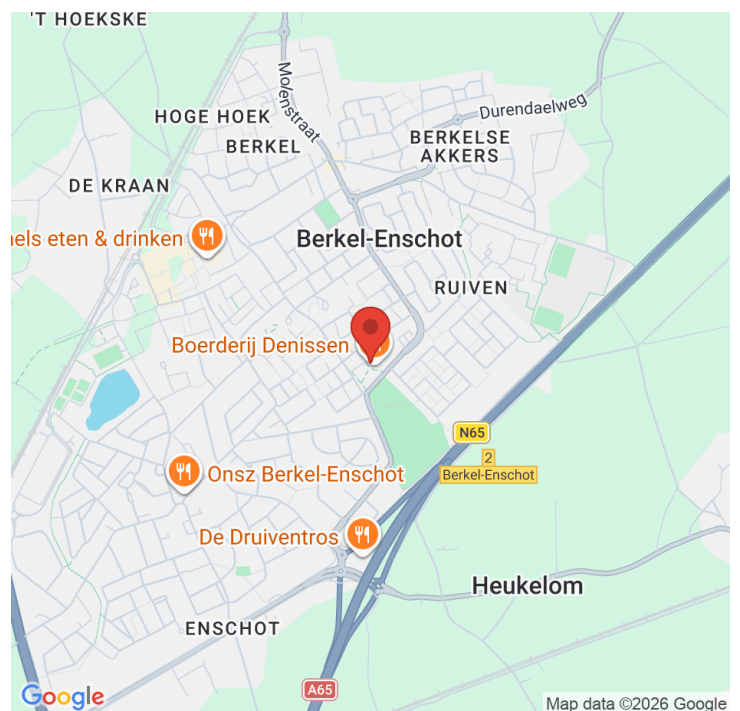 'T HOEKSKE
Molenstraat
Durendaelweg
HOGE HOEK
BERKEL
BERKELSE
AKKERS
DE KRAAN
nels eten & drinken
Berkel-Enschot
RUIVEN
Boerderij Denissen
N65
2
Berkel-Enschot
Onsz Berkel-Enschot
De Druiventros
Heukelom
ENSCHOT
A65
Google
Map data ©2026 Google